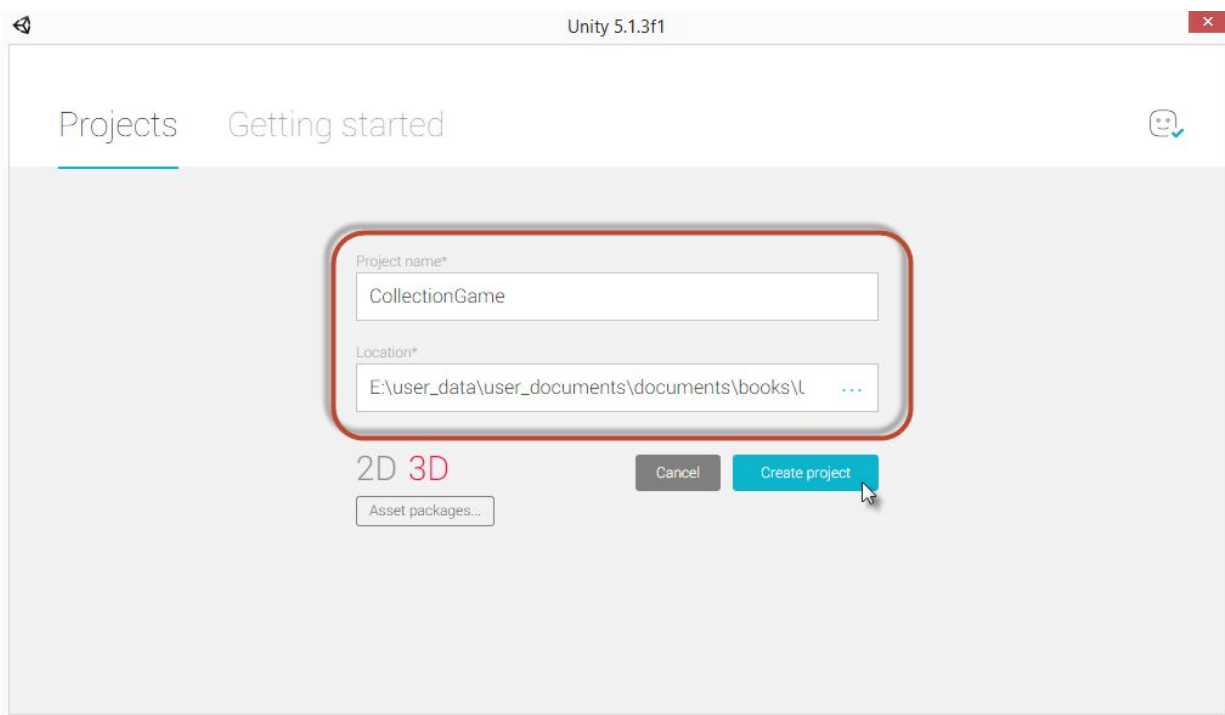 Unity 5.1.3f1
Projects Getting started
Project name*
CollectionGame
Location*
E:\user_data\user_documents\documents\books\U ...
2D 3D
Cancel Create project
Asset packages...